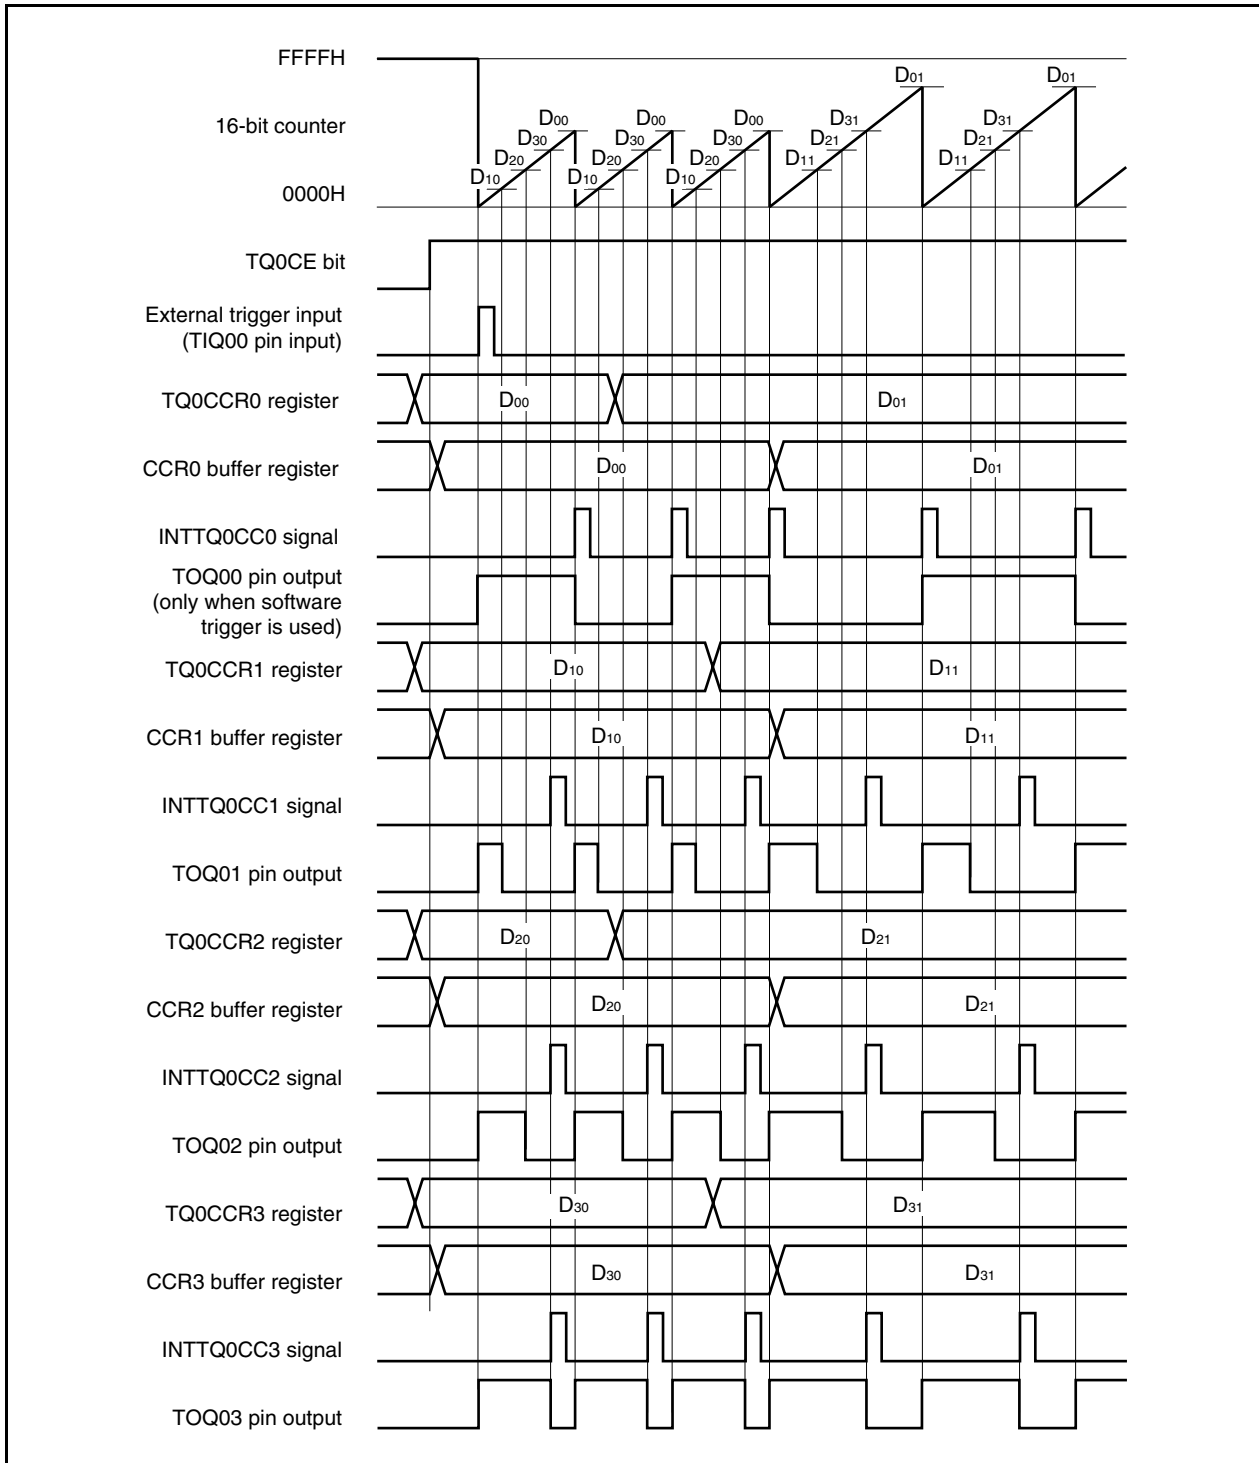 FFFFH
D01 D01
16-bit counter
D00 D00 D00 D31 D31
D30 D30 D30 D21 D21
D20 D20 D20 D11 D11
D10 D10 D10
0000H
TQ0CE bit
External trigger input
(TIQ00 pin input)
TQ0CCR0 register D00 D01
CCR0 buffer register D00 D01
INTTQ0CC0 signal
TOQ00 pin output
(only when software
trigger is used)
TQ0CCR1 register D10 D11
CCR1 buffer register D10 D11
INTTQ0CC1 signal
TOQ01 pin output
TQ0CCR2 register D20 D21
CCR2 buffer register D20 D21
INTTQ0CC2 signal
TOQ02 pin output
TQ0CCR3 register D30 D31
CCR3 buffer register D30 D31
INTTQ0CC3 signal
TOQ03 pin output